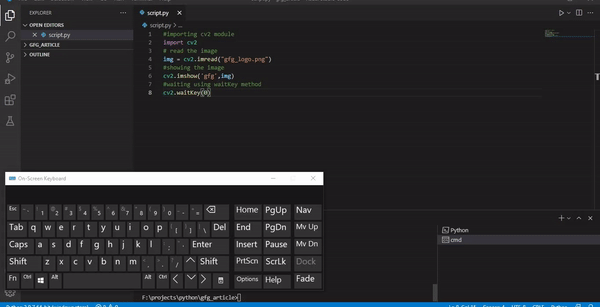 EXPLORER
OPEN EDITORS
script.py
GFG_ARTICLE
OUTLINE
script.py
script.py > ...
1 #importing cv2 module
2 import cv2
3 # read the image
4 img = cv2.imread("gfg_logo.png")
5 #showing the image
6 cv2.imshow('gfg',img)
7 #waiting using waitKey method
8 cv2.waitKey(0)
On-Screen Keyboard
Esc 1 2 3 4 5 6 7 8 9 0 - = Home PgUp Nav
Tab q w e r t y u i o p [ ] \ Del End PgDn Mv Up
Caps a s d f g h j k l ; ' Enter Insert Pause Mv Dn
Shift z x c v b n m , . / Shift PrtScn ScrLk Dock
Fn Ctrl Alt Alt Ctrl Options Help Fade
Python
cmd
F:\projects\python\gfg_article>